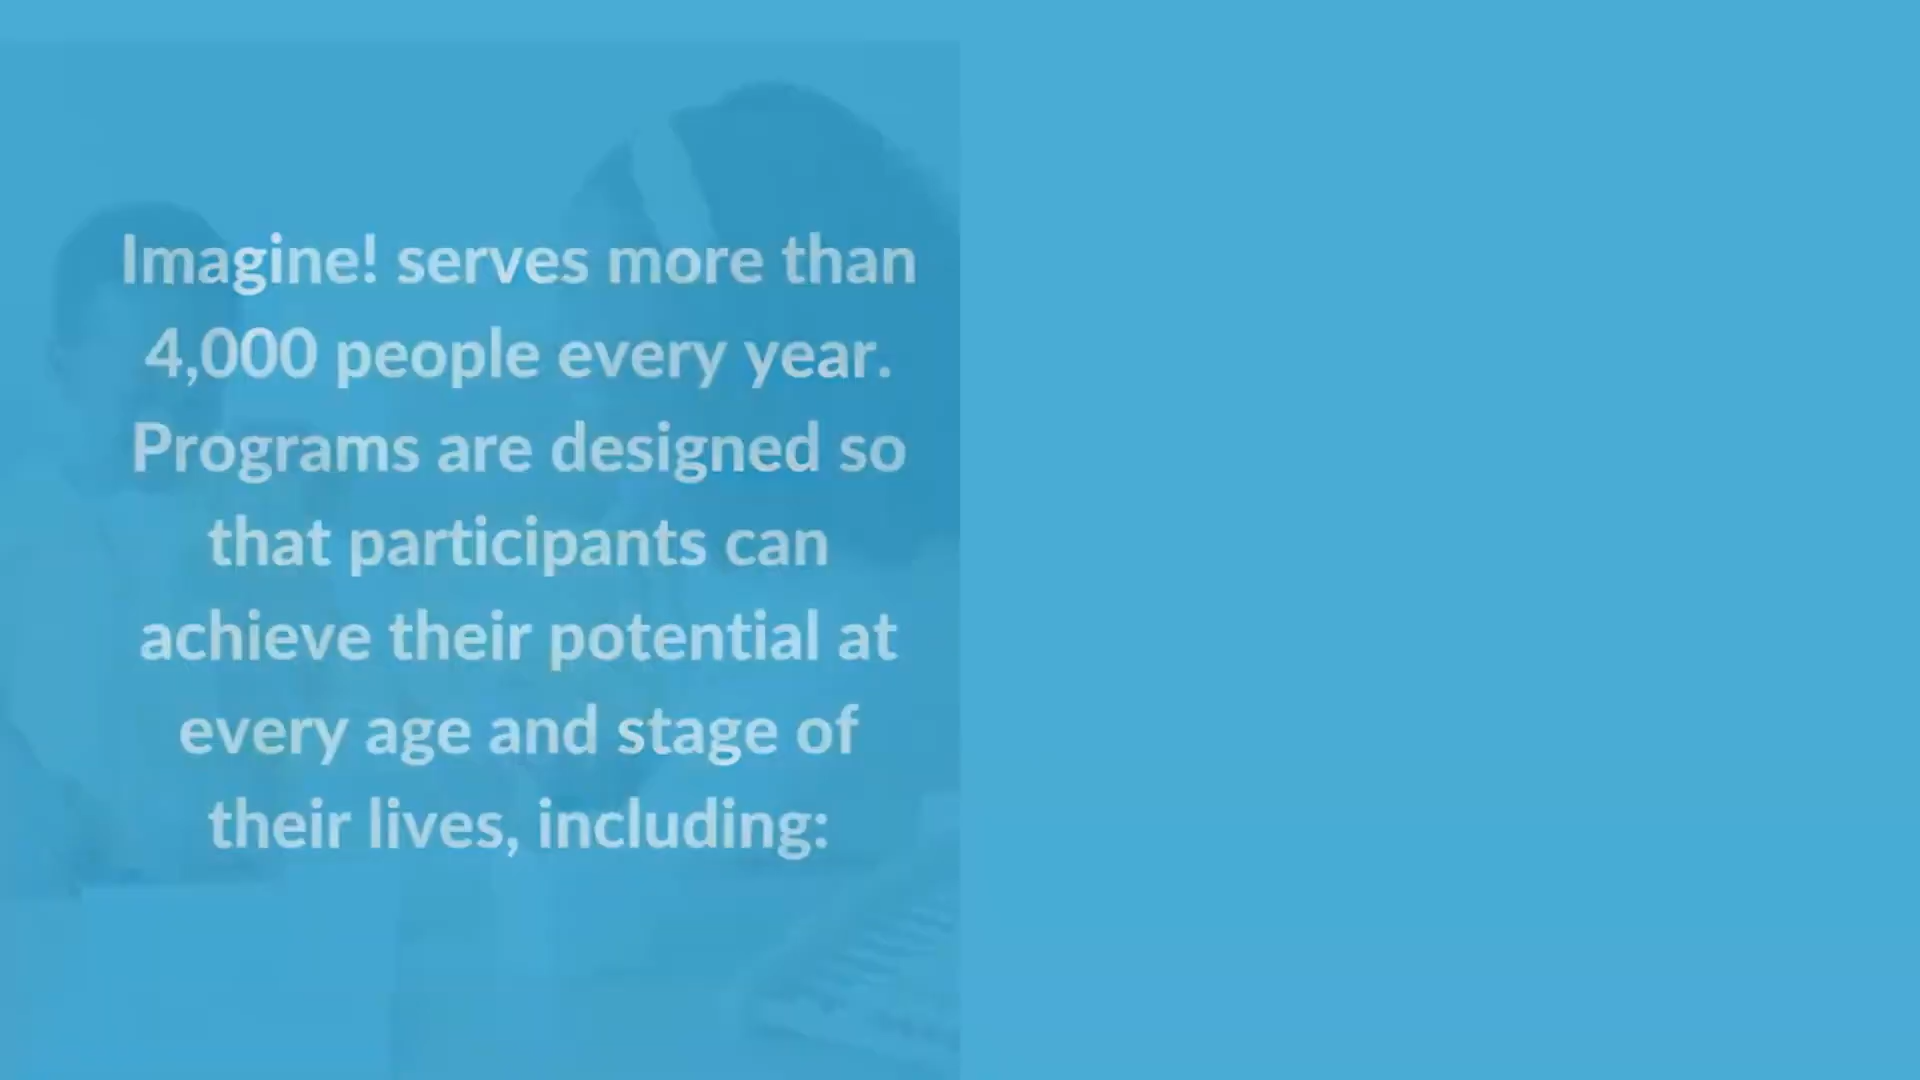 Imagine! serves more than
4,000 people every year.
Programs are designed so
that participants can
achieve their potential at
every age and stage of
their lives, including: